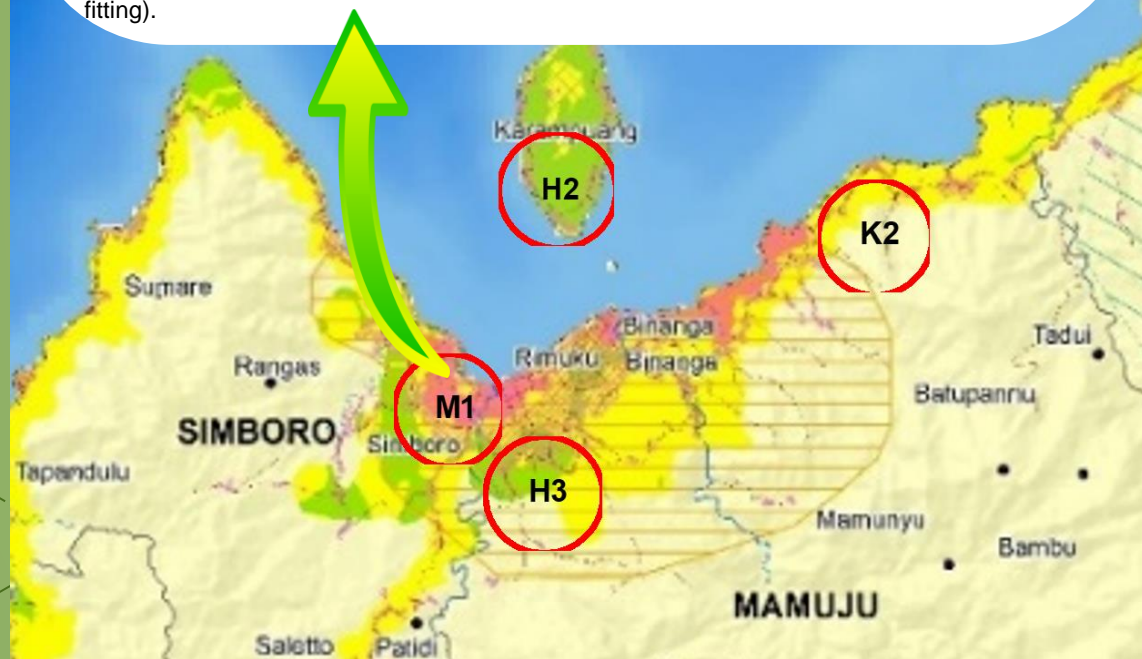 fitting).
Karampuang
H2
K2
Sumare
Binanga
Tadui
Rimuku
Binanga
Rangas
Batupannu
M1
SIMBORO
Simboro
Tapandulu
H3
Mamunyu
Bambu
MAMUJU
Saletto
Patidi